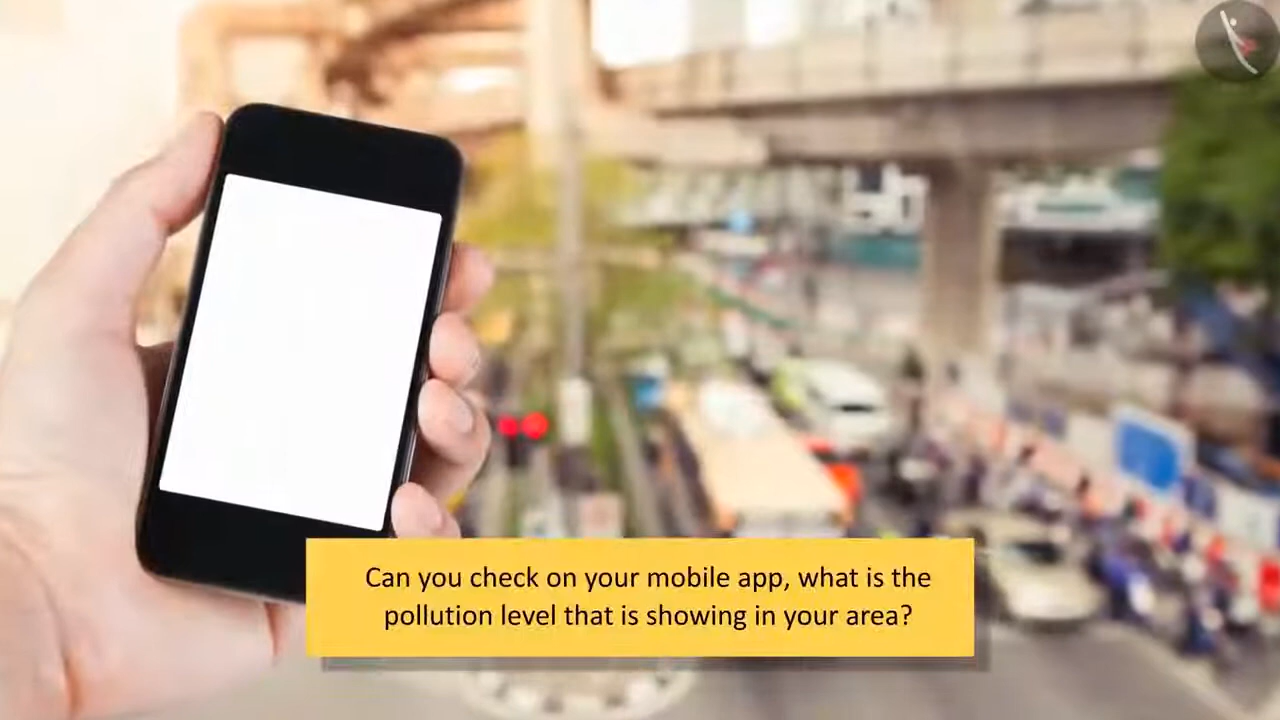 Can you check on your mobile app, what is the
pollution level that is showing in your area?